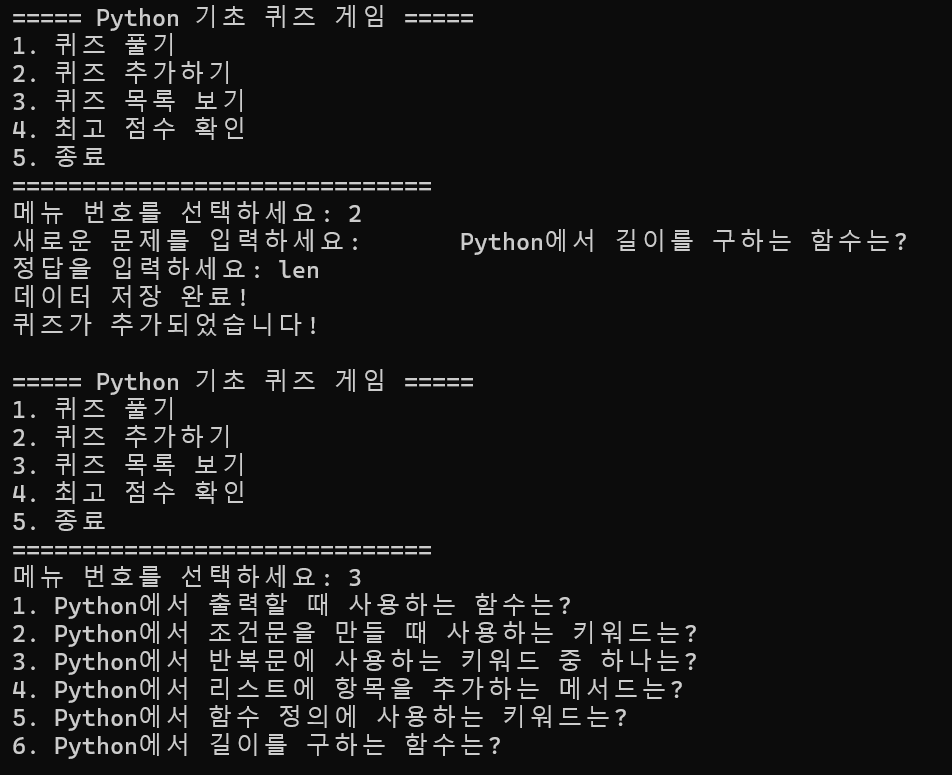 ===== Python 기초 퀴즈 게임 =====
1. 퀴즈 풀기
2. 퀴즈 추가하기
3. 퀴즈 목록 보기
4. 최고 점수 확인
5. 종료
==============================
메뉴 번호를 선택하세요: 2
새로운 문제를 입력하세요:       Python에서 길이를 구하는 함수는?
정답을 입력하세요: len
데이터 저장 완료!
퀴즈가 추가되었습니다!

===== Python 기초 퀴즈 게임 =====
1. 퀴즈 풀기
2. 퀴즈 추가하기
3. 퀴즈 목록 보기
4. 최고 점수 확인
5. 종료
==============================
메뉴 번호를 선택하세요: 3
1. Python에서 출력할 때 사용하는 함수는?
2. Python에서 조건문을 만들 때 사용하는 키워드는?
3. Python에서 반복문에 사용하는 키워드 중 하나는?
4. Python에서 리스트에 항목을 추가하는 메서드는?
5. Python에서 함수 정의에 사용하는 키워드는?
6. Python에서 길이를 구하는 함수는?